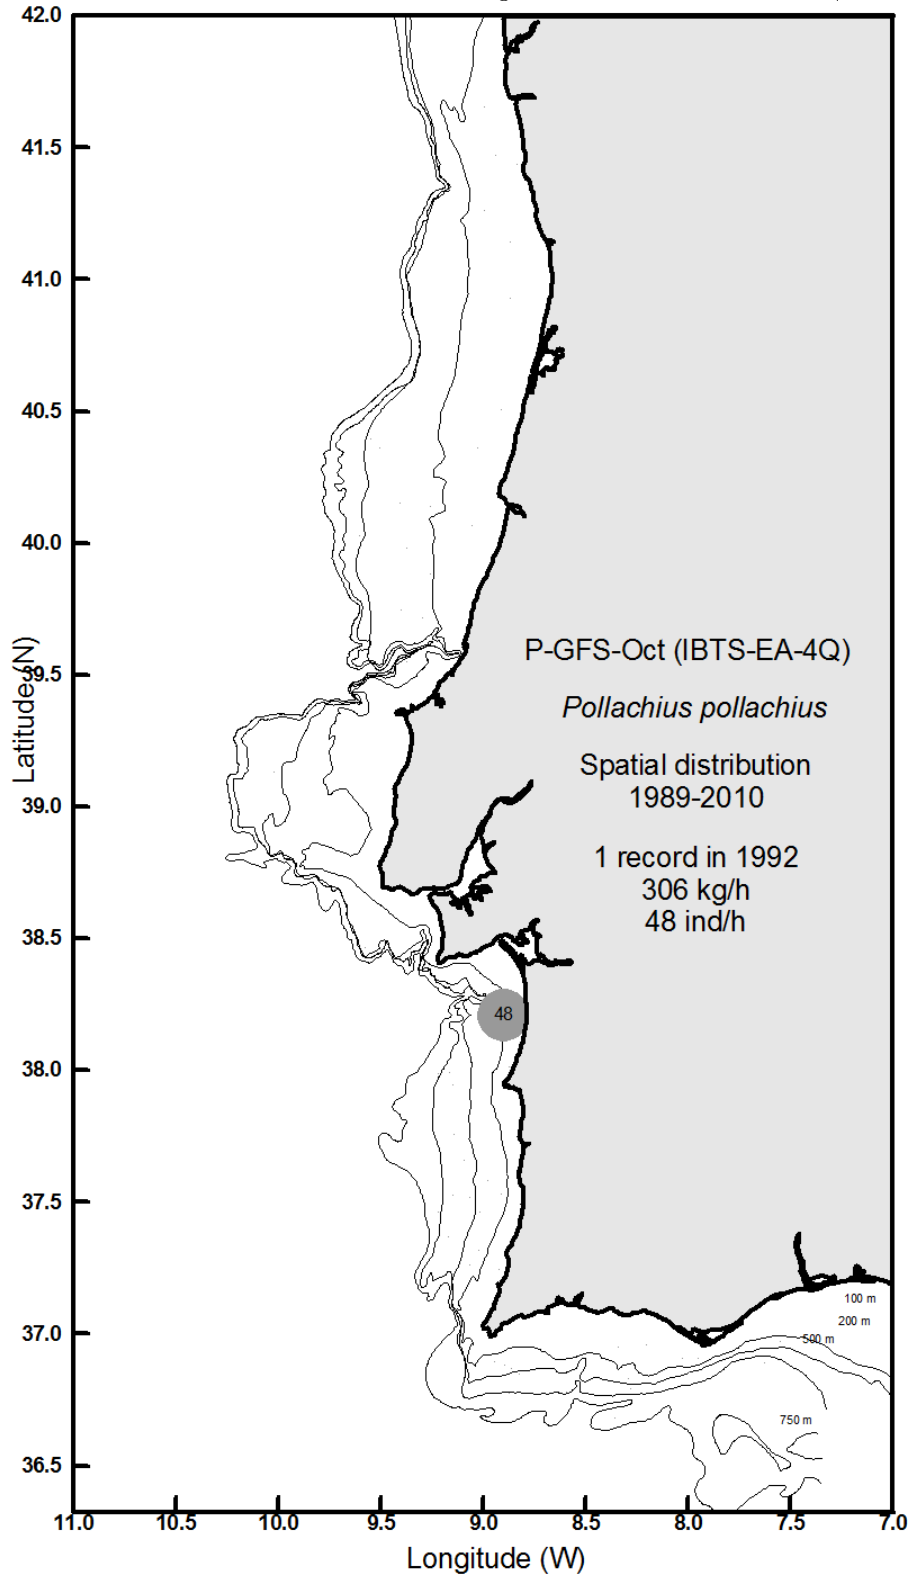 42.0
41.5
41.0
40.5
40.0
39.5
39.0
38.5
38.0
37.5
37.0
36.5
Latitude (N)
P-GFS-Oct (IBTS-EA-4Q)
Pollachius pollachius
Spatial distribution
1989-2010
1 record in 1992
306 kg/h
48 ind/h
48
100 m
200 m
500 m
750 m
11.0 10.5 10.0 9.5 9.0 8.5 8.0 7.5 7.0
Longitude (W)